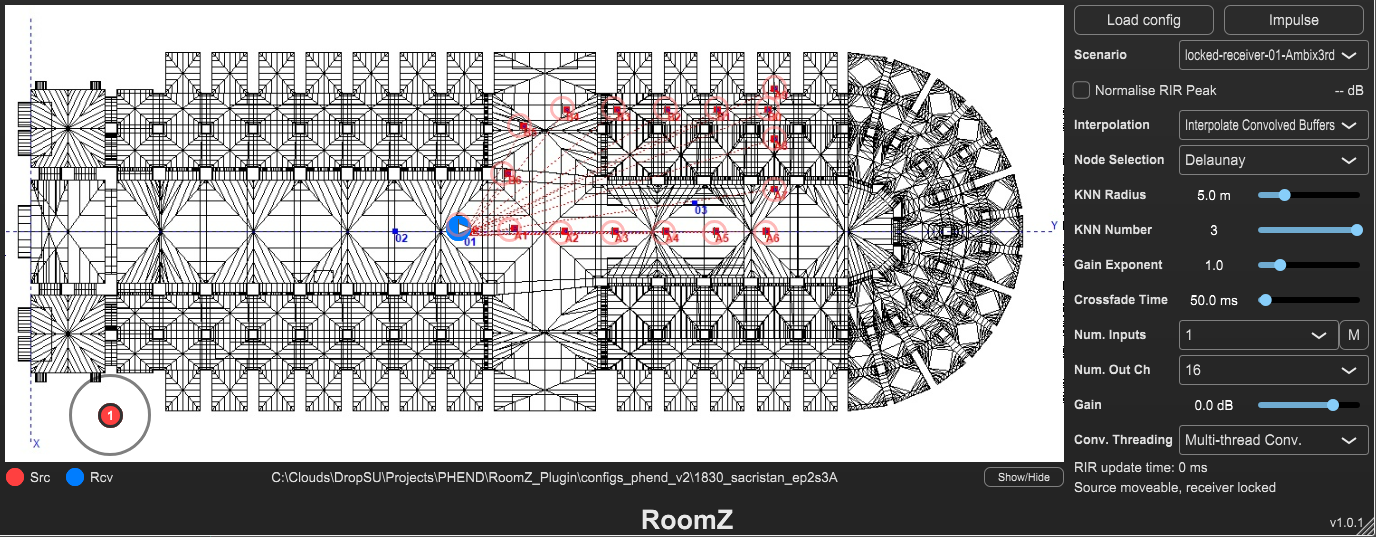 Load config
Impulse
Scenario
locked-receiver-01-Ambix3rd
Normalise RIR Peak
-- dB
Interpolation
Interpolate Convolved Buffers
Node Selection
Delaunay
KNN Radius
5.0 m
KNN Number
3
Gain Exponent
1.0
Crossfade Time
50.0 ms
Num. Inputs
1
M
Num. Out Ch
16
Gain
0.0 dB
Conv. Threading
Multi-thread Conv.
RIR update time: 0 ms
Source moveable, receiver locked
03
Y
02
01
A1
A2
A3
A4
A5
A6
X
1
Src
Rcv
C:\Clouds\DropSU\Projects\PHEND\RoomZ_Plugin\configs_phend_v2\1830_sacristan_ep2s3A
Show/Hide
RoomZ
v1.0.1